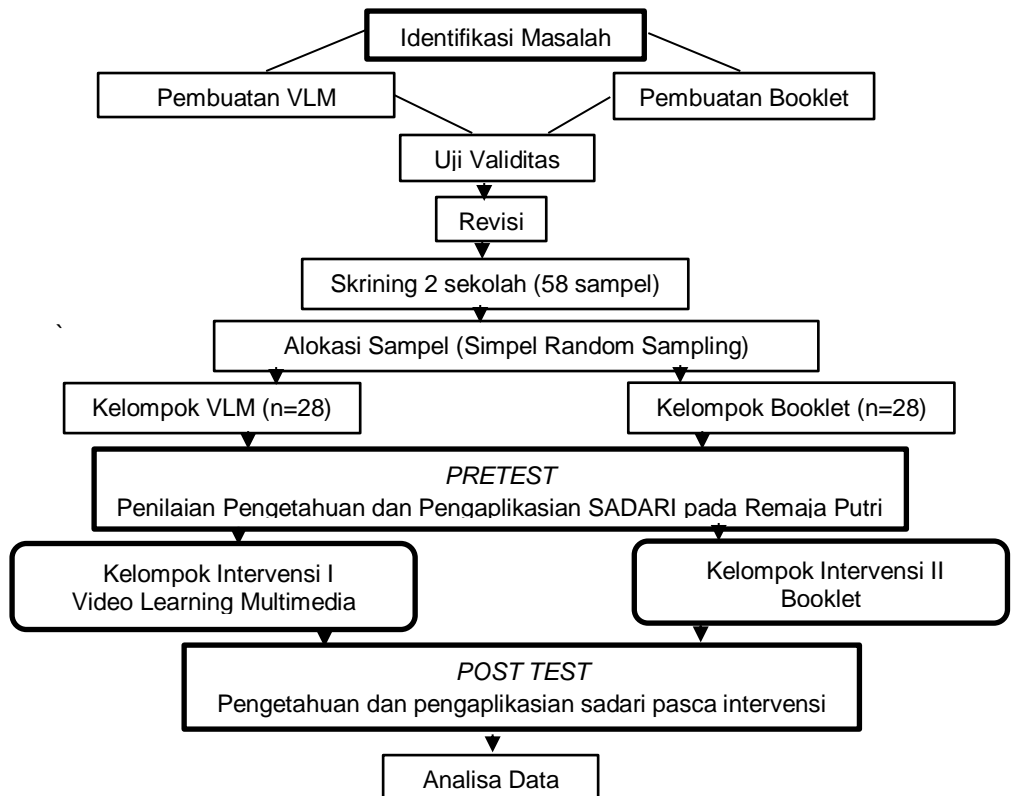 Identifikasi Masalah
Pembuatan VLM
Pembuatan Booklet
Uji Validitas
Revisi
Skrining 2 sekolah (58 sampel)
`
Alokasi Sampel (Simpel Random Sampling)
Kelompok VLM (n=28)
Kelompok Booklet (n=28)
PRETEST
Penilaian Pengetahuan dan Pengaplikasian SADARI pada Remaja Putri
Kelompok Intervensi I
Video Learning Multimedia
Kelompok Intervensi II
Booklet
POST TEST
Pengetahuan dan pengaplikasian sadari pasca intervensi
Analisa Data